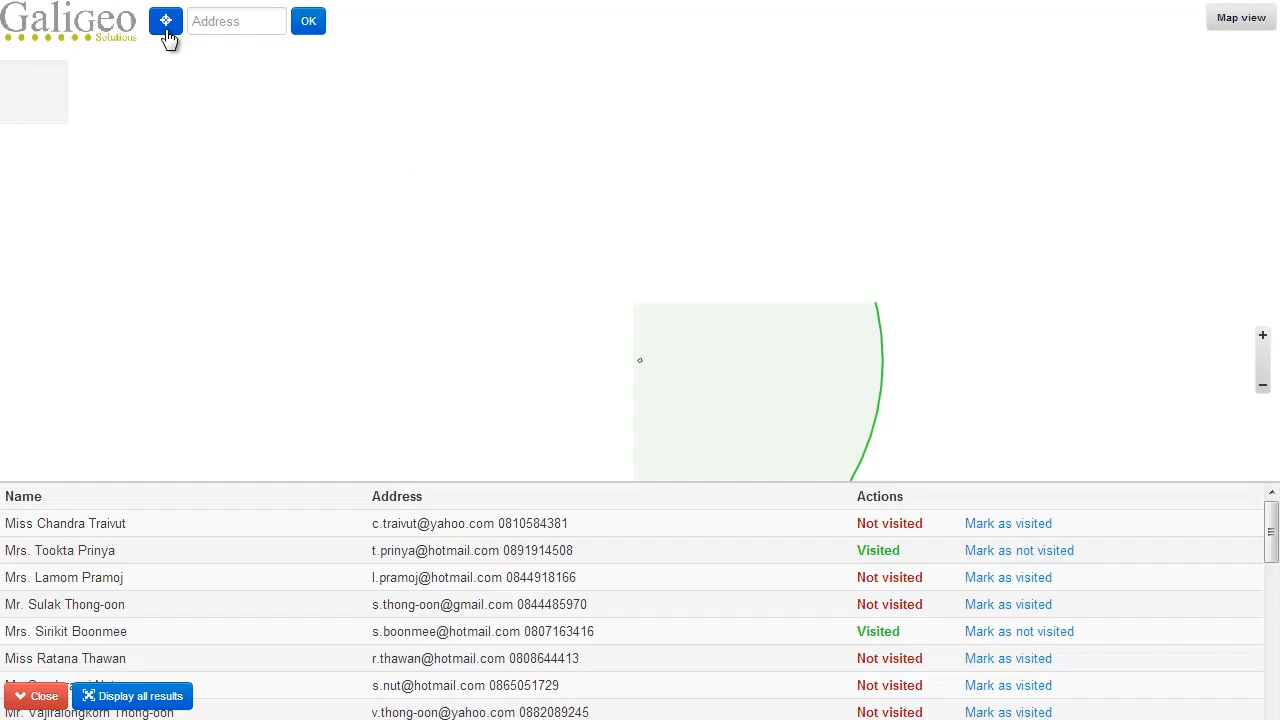 Galigeo
Solutions
Address
OK
Map view
+
−
Name Address Actions
Miss Chandra Traivut c.traivut@yahoo.com 0810584381 Not visited Mark as visited
Mrs. Tookta Prinya t.prinya@hotmail.com 0891914508 Visited Mark as not visited
Mrs. Lamom Pramoj l.pramoj@hotmail.com 0844918166 Not visited Mark as visited
Mr. Sulak Thong-oon s.thong-oon@gmail.com 0844485970 Not visited Mark as visited
Mrs. Sirikit Boonmee s.boonmee@hotmail.com 0807163416 Visited Mark as not visited
Miss Ratana Thawan r.thawan@hotmail.com 0808644413 Not visited Mark as visited
s.nut@hotmail.com 0865051729 Not visited Mark as visited
Close Display all results
Mr. Vajiralongkorn Thong-oon v.thong-oon@yahoo.com 0882089245 Not visited Mark as visited